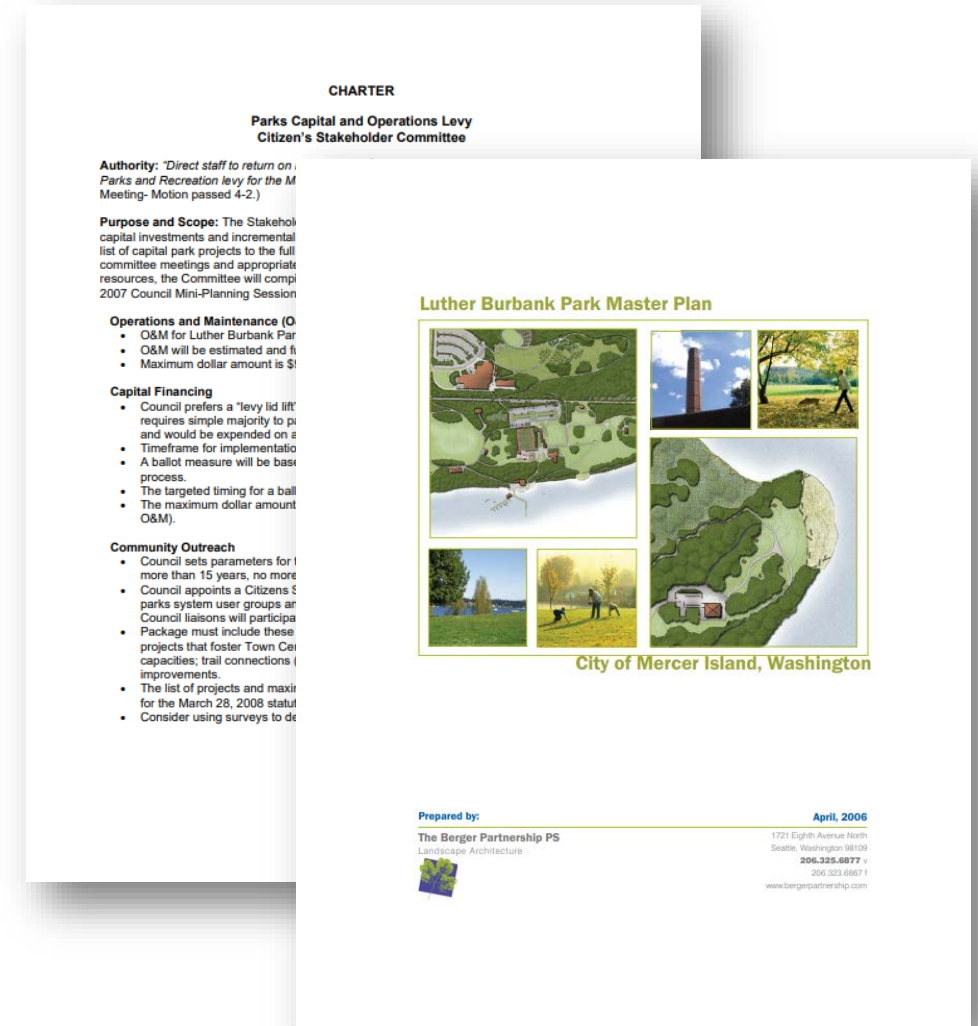 CHARTER
Parks Capital and Operations Levy
Citizen's Stakeholder Committee
Authority: "Direct staff to return on
Parks and Recreation levy for the M
Meeting- Motion passed 4-2.)
Purpose and Scope: The Stakehol
capital investments and incremental
list of capital park projects to the full
committee meetings and appropriate
resources, the Committee will compi
2007 Council Mini-Planning Session
Operations and Maintenance (O
• O&M for Luther Burbank Par
• O&M will be estimated and fu
• Maximum dollar amount is $
Capital Financing
• Council prefers a "levy lid lift"
requires simple majority to pa
and would be expended on a
• Timeframe for implementatio
• A ballot measure will be base
process.
• The targeted timing for a ball
• The maximum dollar amount
O&M).
Community Outreach
• Council sets parameters for t
more than 15 years, no more
• Council appoints a Citizens S
parks system user groups an
Council liaisons will participa
• Package must include these
projects that foster Town Cen
capacities; trail connections (
improvements.
• The list of projects and maxin
for the March 28, 2008 statut
• Consider using surveys to de
Luther Burbank Park Master Plan
City of Mercer Island, Washington
Prepared by:
April, 2006
The Berger Partnership PS
Landscape Architecture
1721 Eighth Avenue North
Seattle, Washington 98109
206.325.6877 v
206.323.6867 f
www.bergerpartnership.com